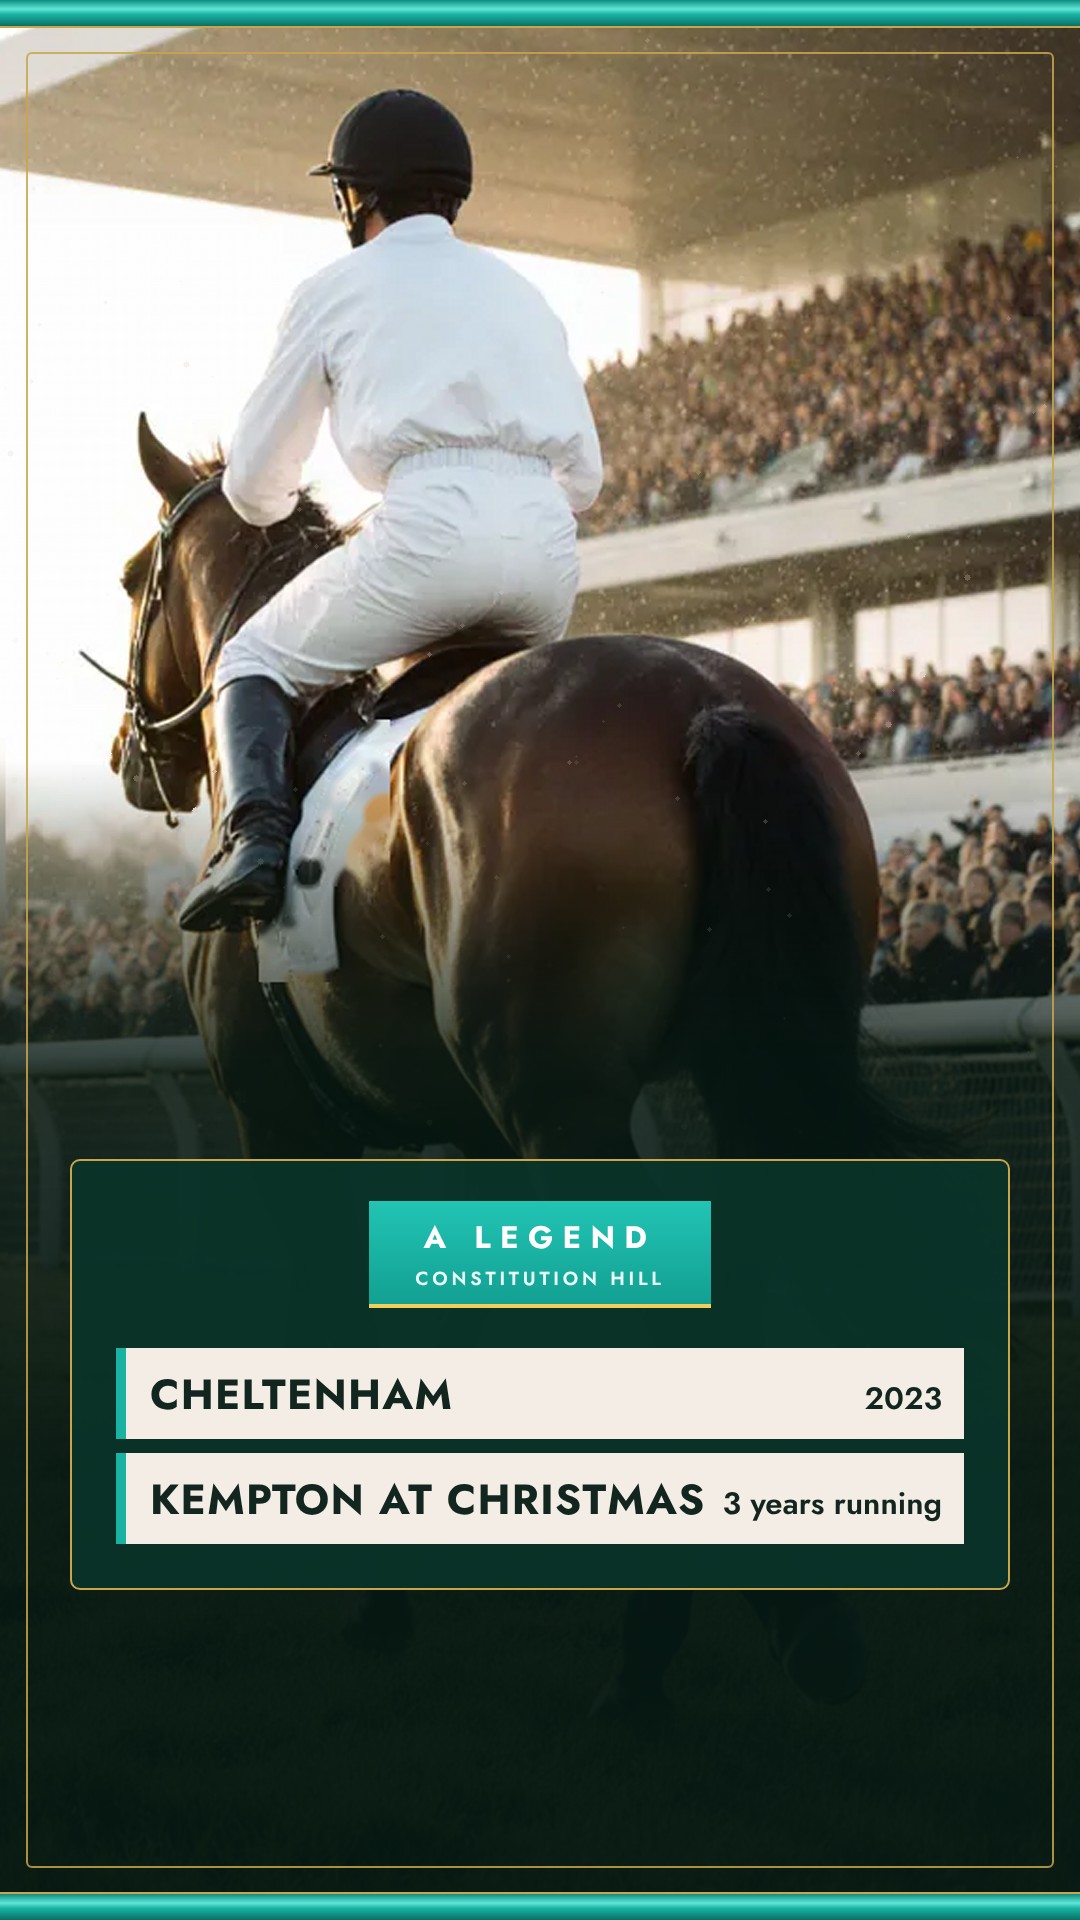 A LEGEND
CONSTITUTION HILL
CHELTENHAM 2023
KEMPTON AT CHRISTMAS 3 years running